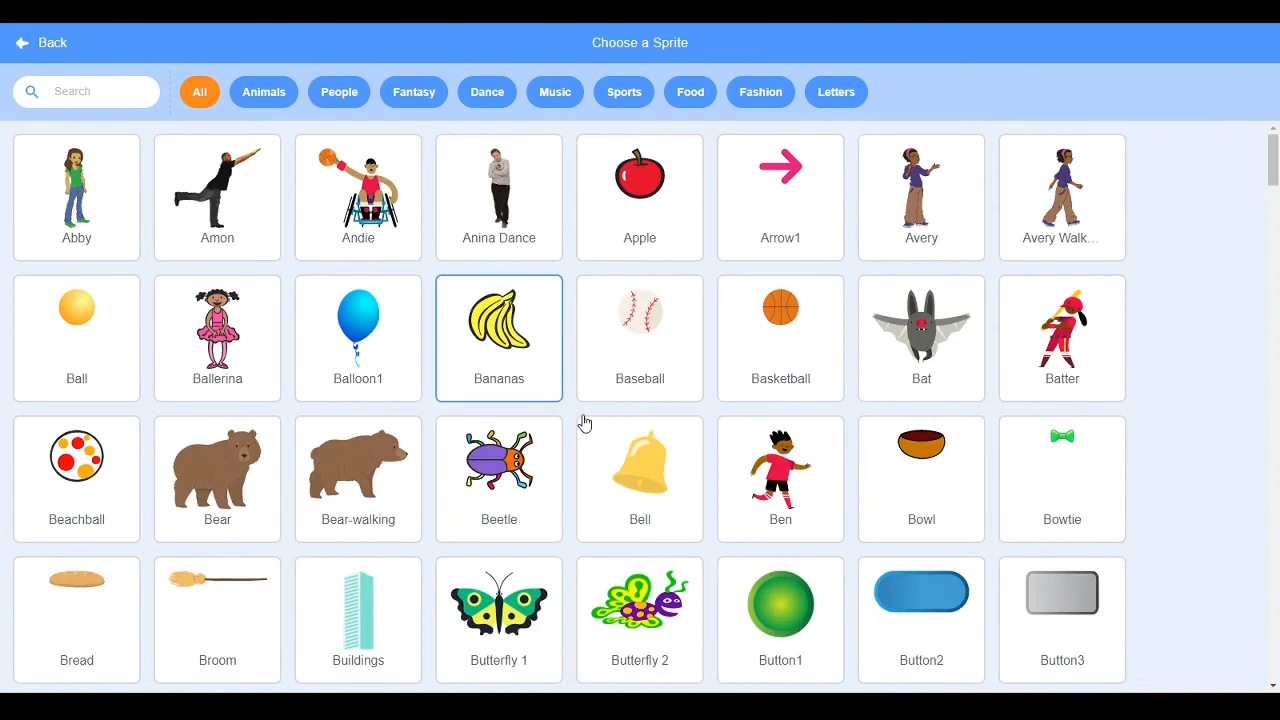 Back
Choose a Sprite
Search
All
Animals
People
Fantasy
Dance
Music
Sports
Food
Fashion
Letters
Abby
Amon
Andie
Anina Dance
Apple
Arrow1
Avery
Avery Walk...
Ball
Ballerina
Balloon1
Bananas
Baseball
Basketball
Bat
Batter
Beachball
Bear
Bear-walking
Beetle
Bell
Ben
Bowl
Bowtie
Bread
Broom
Buildings
Butterfly 1
Butterfly 2
Button1
Button2
Button3